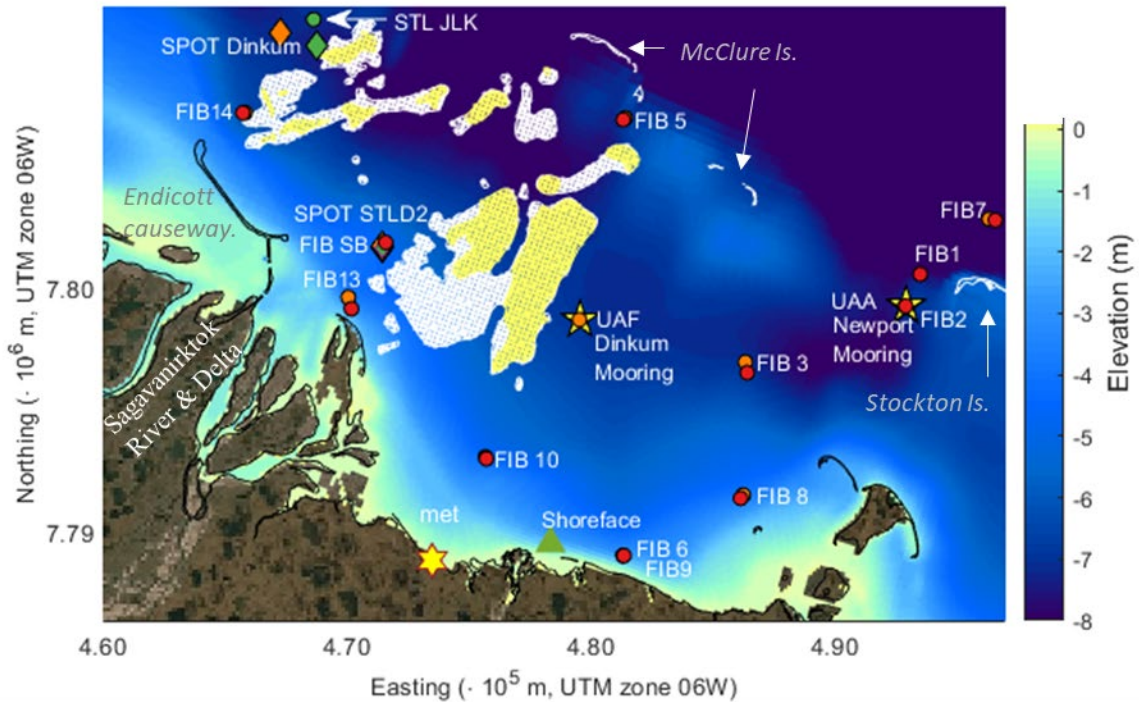 STL JLK
SPOT Dinkum
McClure Is.
FIB14
FIB 5
Endicott
causeway.
SPOT STLD2
FIB SB
FIB13
FIB7
FIB1
UAF
Dinkum
Mooring
UAA
Newport
Mooring
FIB2
FIB 3
Stockton Is.
Sagavanirktok
River & Delta
FIB 10
FIB 8
met
Shoreface
FIB 6
FIB9
7.80
7.79
Northing (· 10⁶ m, UTM zone 06W)
4.60
4.70
4.80
4.90
Easting (· 10⁵ m, UTM zone 06W)
0
-1
-2
-3
-4
-5
-6
-7
-8
Elevation (m)